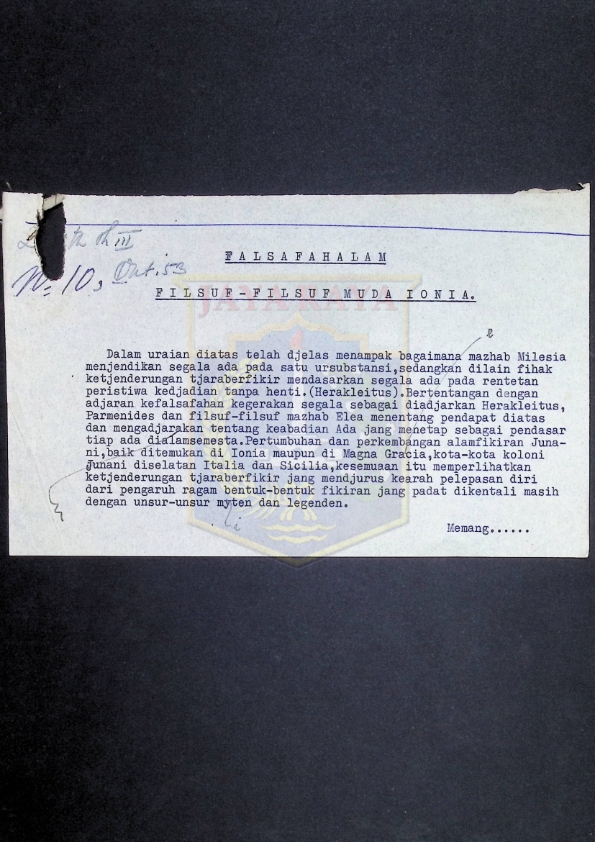 th III
No 10, Okt. 53
FALSAFAHALAM
FILSUF-FILSUF MUDA IONIA.
JAYA RAYA
Dalam uraian diatas telah djelas menampak bagaimana mazhab Milesia
menjendikan segala ada pada satu ursubstansi,sedangkan dilain fihak
ketjenderungan tjaraberfikir mendasarkan segala ada pada rentetan
peristiwa kedjadian tanpa henti.(Herakleitus).Bertentangan dengan
adjaran kefalsafahan kegerakan segala sebagai diadjarkan Herakleitus,
Parmenides dan filsuf-filsuf mazhab Elea menentang pendapat diatas
dan mengadjarakan tentang keabadian Ada jang menetap sebagai pendasar
tiap ada dialamsemesta.Pertumbuhan dan perkembangan alamfikiran Juna-
ni,baik ditemukan di Ionia maupun di Magna Gracia,kota-kota koloni
Junani diselatan Italia dan Sicilia,kesemuaan itu memperlihatkan
ketjenderungan tjaraberfikir jang mendjurus kearah pelepasan diri
dari pengaruh ragam bentuk-bentuk fikiran jang padat dikentali masih
dengan unsur-unsur myten dan legenden.
i
Memang......